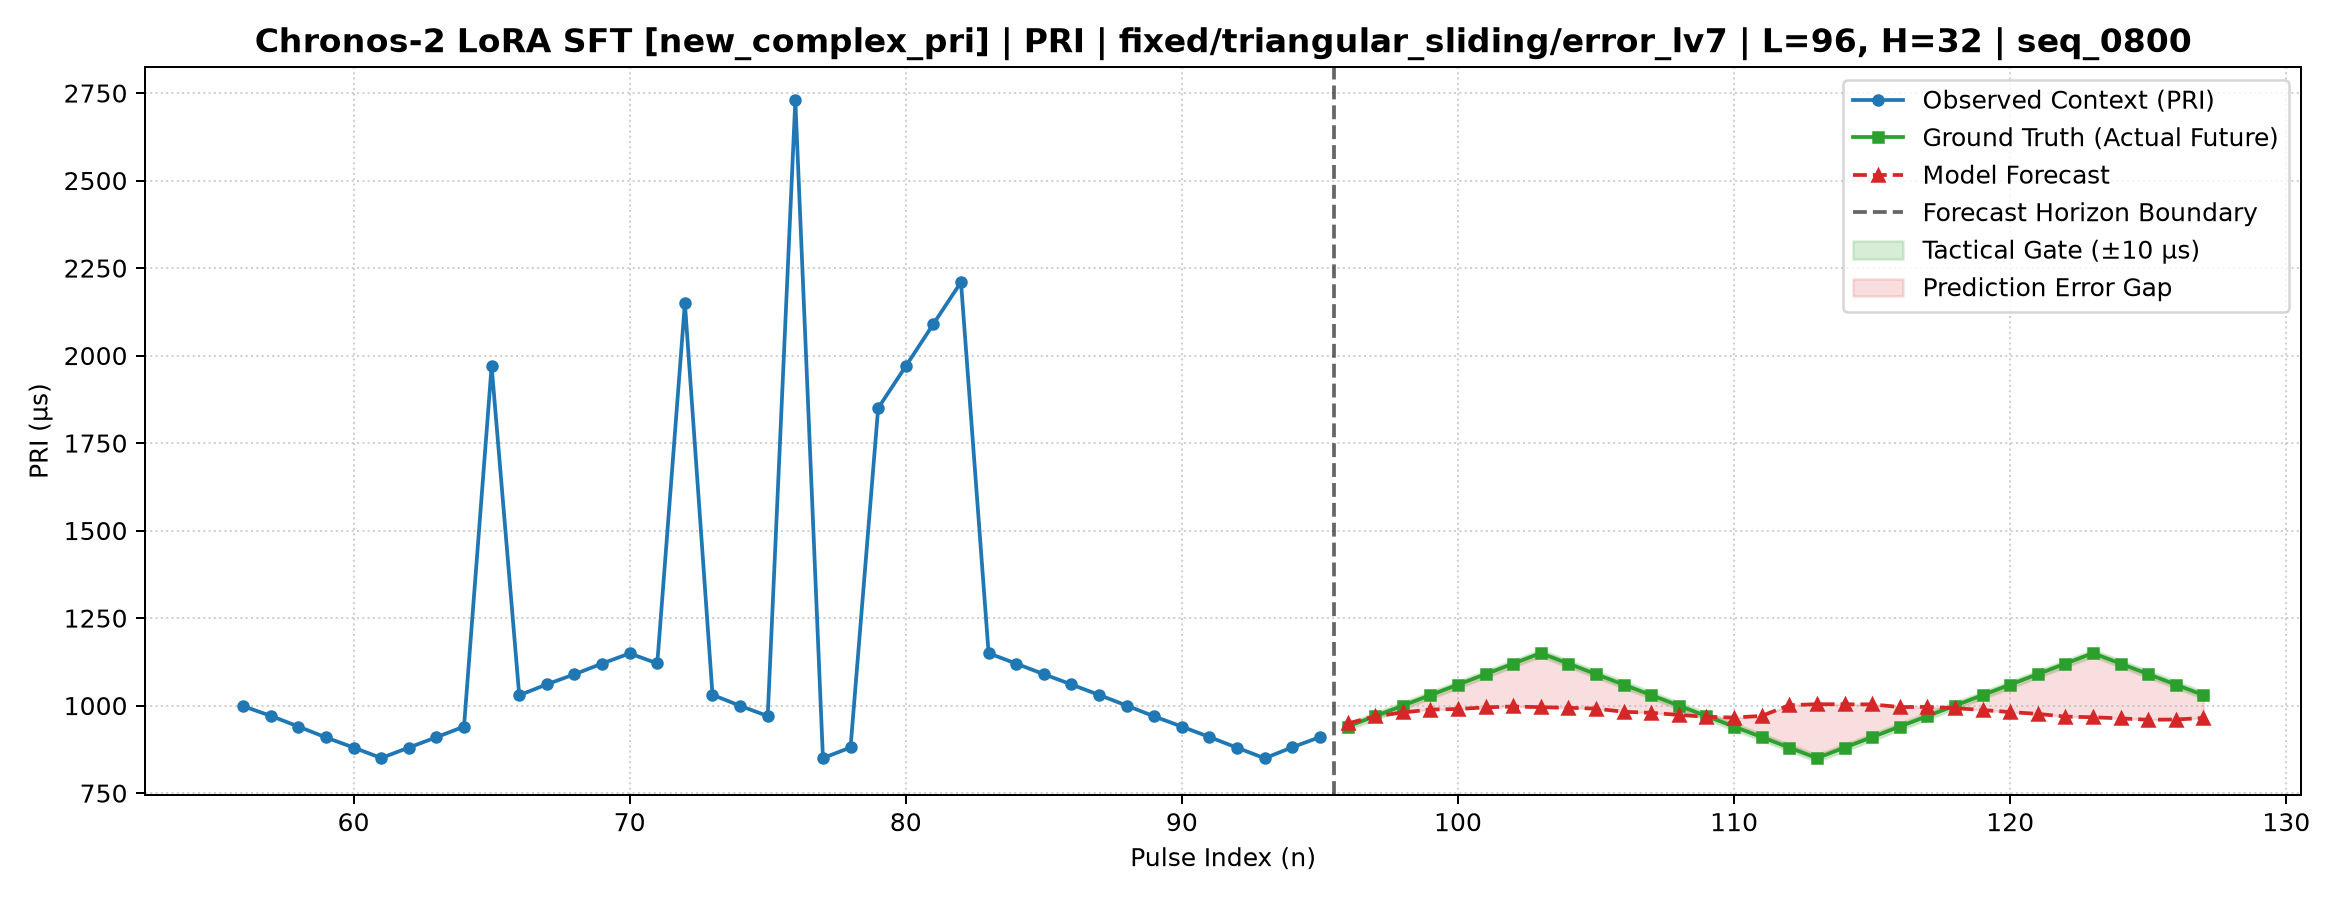 Chronos-2 LoRA SFT [new_complex_pri] | PRI | fixed/triangular_sliding/error_lv7 | L=96, H=32 | seq_0800
Observed Context (PRI)
Ground Truth (Actual Future)
Model Forecast
Forecast Horizon Boundary
Tactical Gate (±10 µs)
Prediction Error Gap
PRI (µs)
2750
2500
2250
2000
1750
1500
1250
1000
750
60 70 80 90 100 110 120 130
Pulse Index (n)